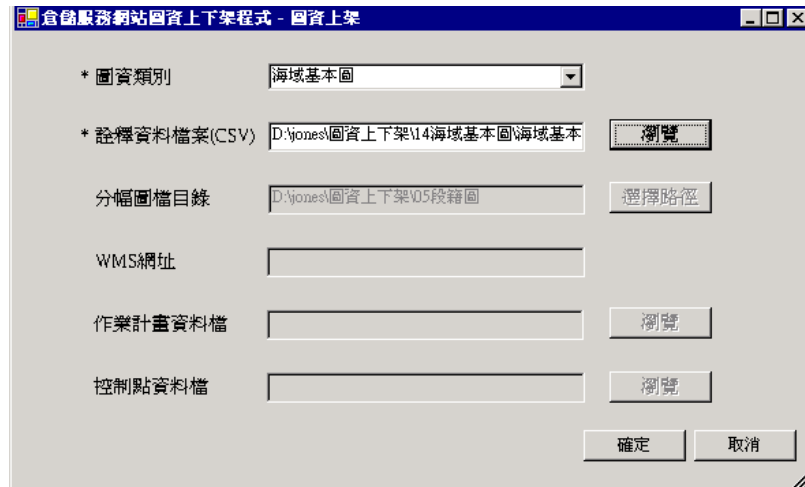 倉儲服務網站圖資上下架程式 - 圖資上架
* 圖資類別 海域基本圖
* 詮釋資料檔案(CSV) D:\jones\圖資上下架\14海域基本圖\海域基本 瀏覽
分幅圖檔目錄 D:\jones\圖資上下架\05段籍圖 選擇路徑
WMS網址
作業計畫資料檔 瀏覽
控制點資料檔 瀏覽
確定 取消